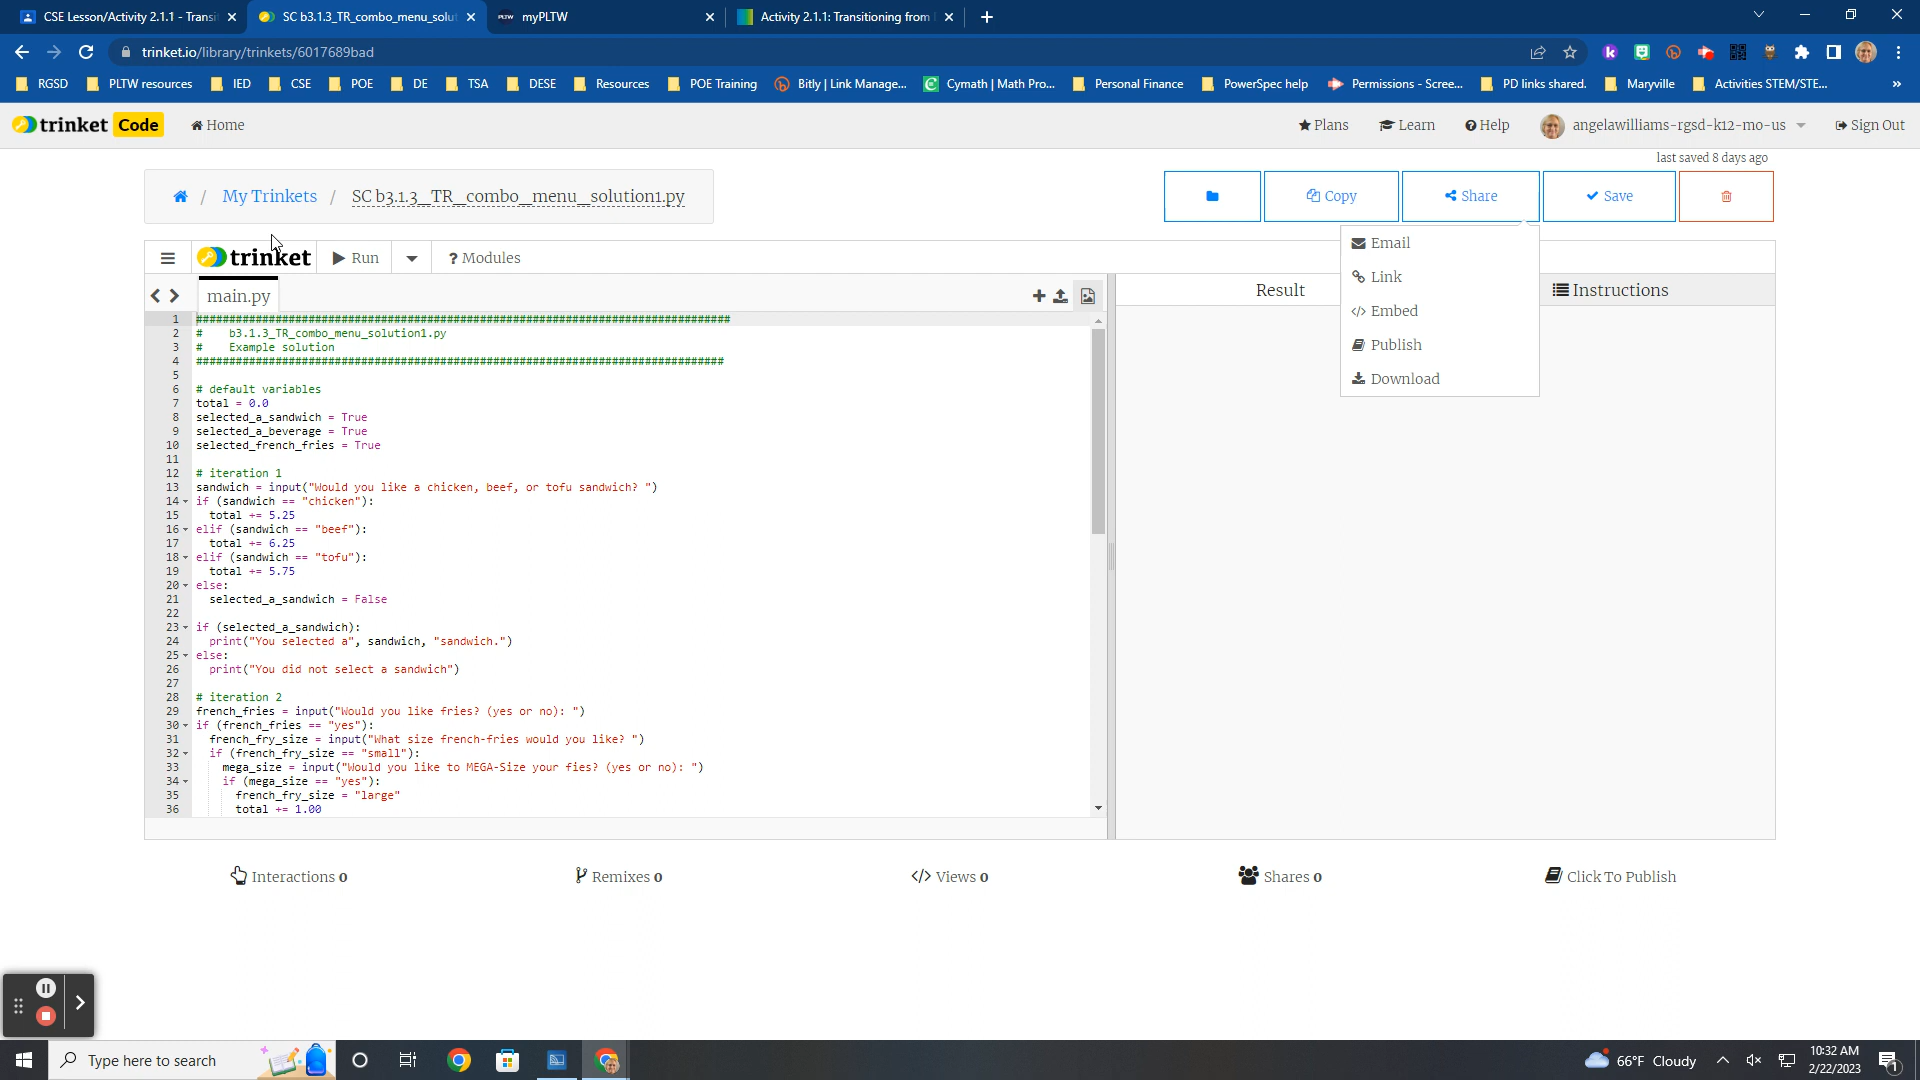 CSE Lesson/Activity 2.1.1 - Transi
SC b3.1.3_TR_combo_menu_solut
PLTW myPLTW
Activity 2.1.1: Transitioning from
trinket.io/library/trinkets/6017689bad
RGSD
PLTW resources
IED
CSE
POE
DE
TSA
DESE
Resources
POE Training
Bitly | Link Manage...
Cymath | Math Pro...
Personal Finance
PowerSpec help
Permissions - Scree...
PD links shared.
Maryville
Activities STEM/STE...
»
trinket Code
Home
Plans
Learn
Help
angelawilliams-rgsd-k12-mo-us
Sign Out
last saved 8 days ago
/ My Trinkets / SC b3.1.3_TR_combo_menu_solution1.py
Copy
Share
Save
Email
Link
</> Embed
Publish
Download
trinket
Run
? Modules
main.py
Result
Instructions
1 #################################################################################
2 #    b3.1.3_TR_combo_menu_solution1.py
3 #    Example solution
4 ################################################################################
5
6 # default variables
7 total = 0.0
8 selected_a_sandwich = True
9 selected_a_beverage = True
10 selected_french_fries = True
11
12 # iteration 1
13 sandwich = input("Would you like a chicken, beef, or tofu sandwich? ")
14 if (sandwich == "chicken"):
15   total += 5.25
16 elif (sandwich == "beef"):
17   total += 6.25
18 elif (sandwich == "tofu"):
19   total += 5.75
20 else:
21   selected_a_sandwich = False
22
23 if (selected_a_sandwich):
24   print("You selected a", sandwich, "sandwich.")
25 else:
26   print("You did not select a sandwich")
27
28 # iteration 2
29 french_fries = input("Would you like fries? (yes or no): ")
30 if (french_fries == "yes"):
31   french_fry_size = input("What size french-fries would you like? ")
32   if (french_fry_size == "small"):
33     mega_size = input("Would you like to MEGA-Size your fies? (yes or no): ")
34     if (mega_size == "yes"):
35       french_fry_size = "large"
36       total += 1.00
Interactions 0
Remixes 0
</> Views 0
Shares 0
Click To Publish
Type here to search
66°F Cloudy
10:32 AM
2/22/2023
1